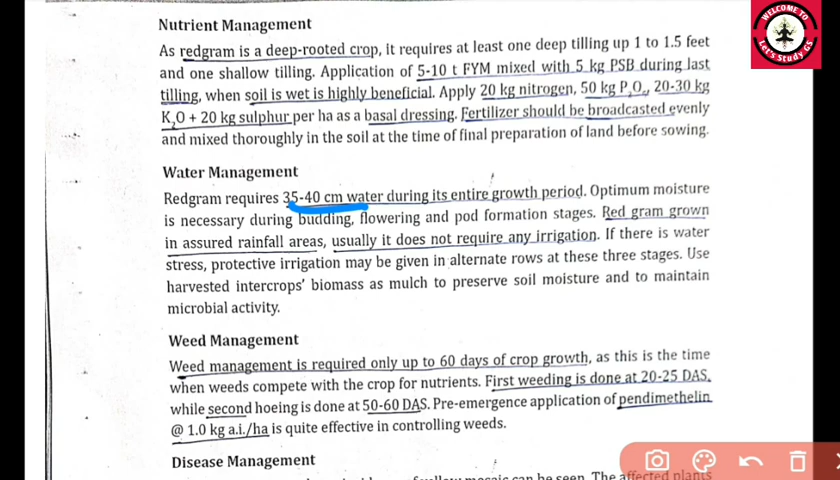 WELCOME TO
Let's Study GS
Nutrient Management
As redgram is a deep-rooted crop, it requires at least one deep tilling up 1 to 1.5 feet
and one shallow tilling. Application of 5-10 t FYM mixed with 5 kg PSB during last
tilling, when soil is wet is highly beneficial. Apply 20 kg nitrogen, 50 kg P₂O₅, 20-30 kg
K₂O + 20 kg sulphur per ha as a basal dressing. Fertilizer should be broadcasted evenly
and mixed thoroughly in the soil at the time of final preparation of land before sowing.
Water Management
Redgram requires 35-40 cm water during its entire growth period. Optimum moisture
is necessary during budding, flowering and pod formation stages. Red gram grown
in assured rainfall areas, usually it does not require any irrigation. If there is water
stress, protective irrigation may be given in alternate rows at these three stages. Use
harvested intercrops' biomass as mulch to preserve soil moisture and to maintain
microbial activity.
Weed Management
Weed management is required only up to 60 days of crop growth, as this is the time
when weeds compete with the crop for nutrients. First weeding is done at 20-25 DAS,
while second hoeing is done at 50-60 DAS. Pre-emergence application of pendimethelin
@ 1.0 kg a.i./ha is quite effective in controlling weeds.
Disease Management
mosaic can be seen. The affected plants